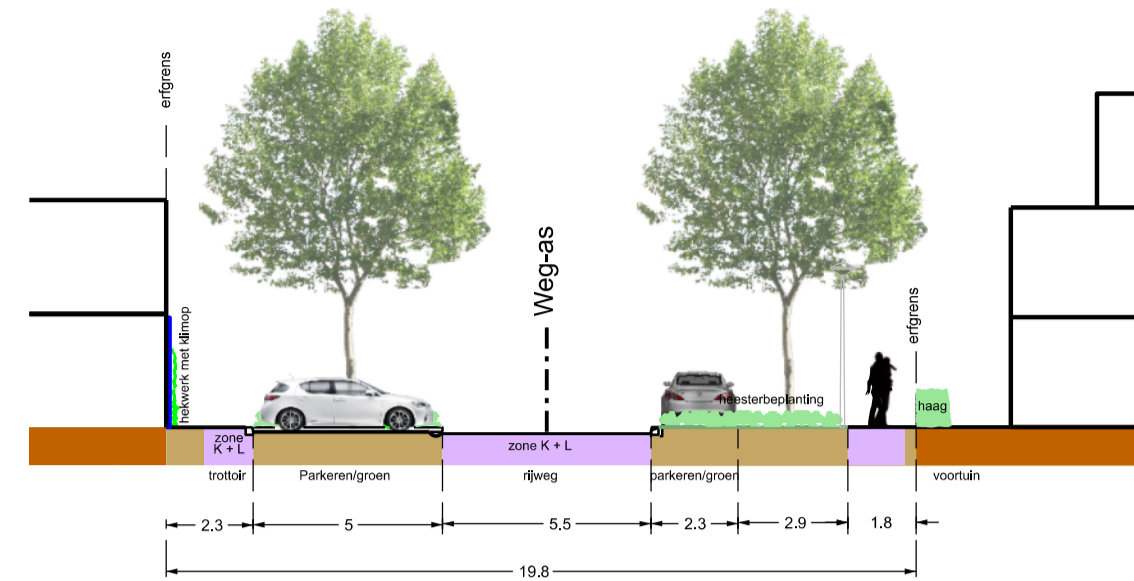 erfgrens
Weg-as
erfgrens
hekwerk met klimop
heesterbeplanting
haag
zone
K + L
zone K + L
trottoir
Parkeren/groen
rijweg
parkeren/groen
voortuin
2.3
5
5.5
2.3
2.9
1.8
19.8